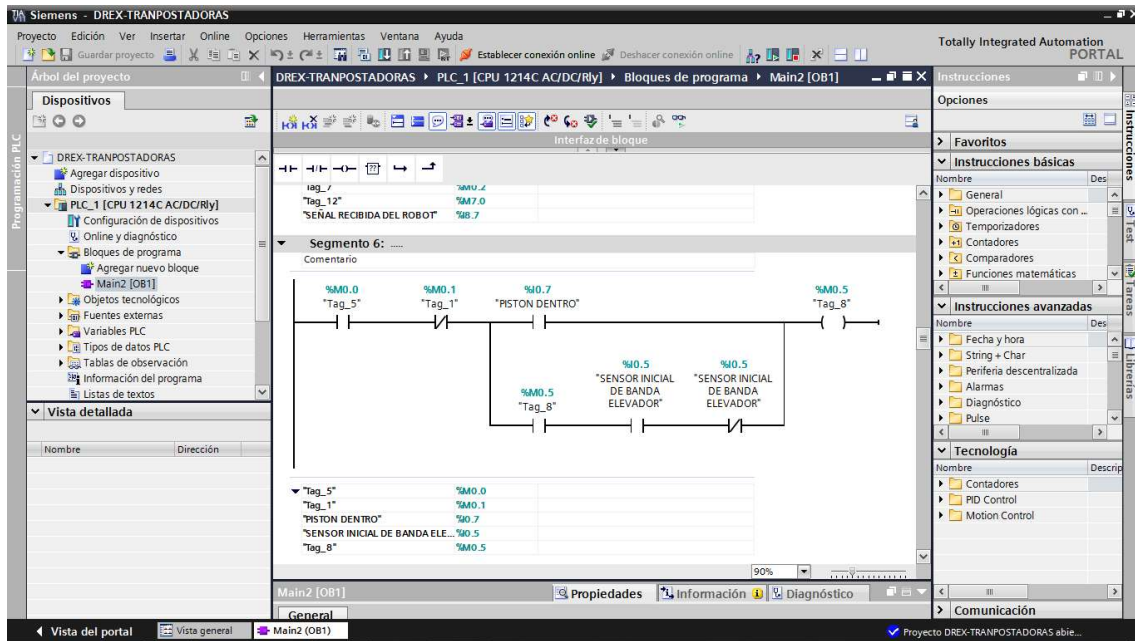 Siemens - DREX-TRANPOSTADORAS
Proyecto Edición Ver Insertar Online Opciones Herramientas Ventana Ayuda
Guardar proyecto
Establecer conexión online
Deshacer conexión online
Totally Integrated Automation
PORTAL
Árbol del proyecto
Dispositivos
Programación PLC
DREX-TRANPOSTADORAS
Agregar dispositivo
Dispositivos y redes
PLC_1 [CPU 1214C AC/DC/Rly]
Configuración de dispositivos
Online y diagnóstico
Bloques de programa
Agregar nuevo bloque
Main2 [OB1]
Objetos tecnológicos
Fuentes externas
Variables PLC
Tipos de datos PLC
Tablas de observación
Información del programa
Listas de textos
Vista detallada
Nombre Dirección
DREX-TRANPOSTADORAS PLC_1 [CPU 1214C AC/DC/Rly] Bloques de programa Main2 [OB1]
Interfaz de bloque
Tag_7 %M0.2
"Tag_12" %M7.0
"SEÑAL RECIBIDA DEL ROBOT" %I8.7
Segmento 6: .....
Comentario
%M0.0 %M0.1 %I0.7 %M0.5
"Tag_5" "Tag_1" "PISTON DENTRO" "Tag_8"
%I0.5 %I0.5
"SENSOR INICIAL "SENSOR INICIAL
%M0.5 DE BANDA DE BANDA
"Tag_8" ELEVADOR" ELEVADOR"
"Tag_5" %M0.0
"Tag_1" %M0.1
"PISTON DENTRO" %I0.7
"SENSOR INICIAL DE BANDA ELE... %I0.5
"Tag_8" %M0.5
90%
Main2 [OB1]
Propiedades
Información
Diagnóstico
General
Instrucciones
Opciones
Favoritos
Instrucciones básicas
Nombre Des
General
Operaciones lógicas con ...
Temporizadores
Contadores
Comparadores
Funciones matemáticas
Instrucciones avanzadas
Nombre Des
Fecha y hora
String + Char
Periferia descentralizada
Alarmas
Diagnóstico
Pulse
Tecnología
Nombre Descrip
Contadores
PID Control
Motion Control
Comunicación
Instrucciones
Test
Tareas
Librerías
Vista del portal
Vista general
Main2 (OB1)
Proyecto DREX-TRANPOSTADORAS abie...